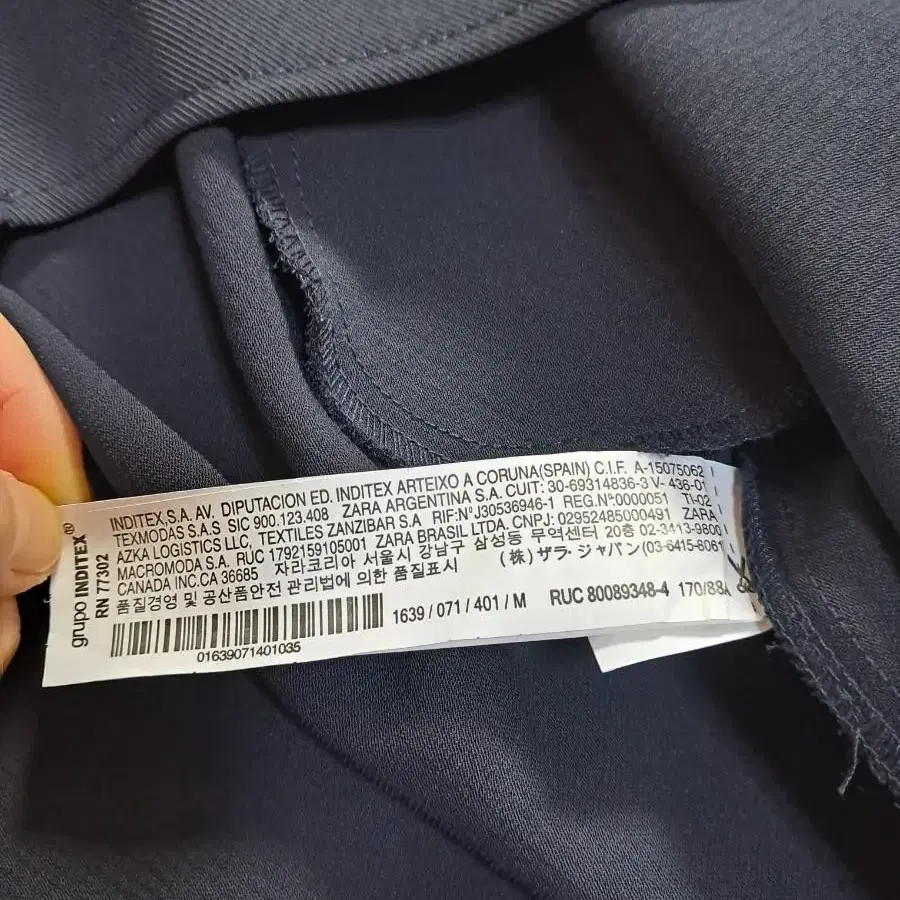 grupo INDITEX®
RN 77302
INDITEX,S.A. AV. DIPUTACION ED. INDITEX ARTEIXO A CORUNA(SPAIN) C.I.F. A-15075062
TEXMODAS S.A.S SIC 900.123.408 ZARA ARGENTINA S.A. CUIT: 30-69314836-3 V- 436-01
AZKA LOGISTICS LLC, TEXTILES ZANZIBAR S.A RIF:Nº J30536946-1 REG.Nº:0000051 TI-02
MACROMODA S.A. RUC 1792159105001 ZARA BRASIL LTDA. CNPJ: 02952485000491 ZARA
CANADA INC.CA 36685 자라코리아 서울시 강남구 삼성동 무역센터 20층 02-3413-9800
품질경영 및 공산품안전 관리법에 의한 품질표시 (株) ザラ・ジャパン(03-6415-8061
01639071401035
1639 / 071 / 401 / M RUC 80089348-4 170/88A